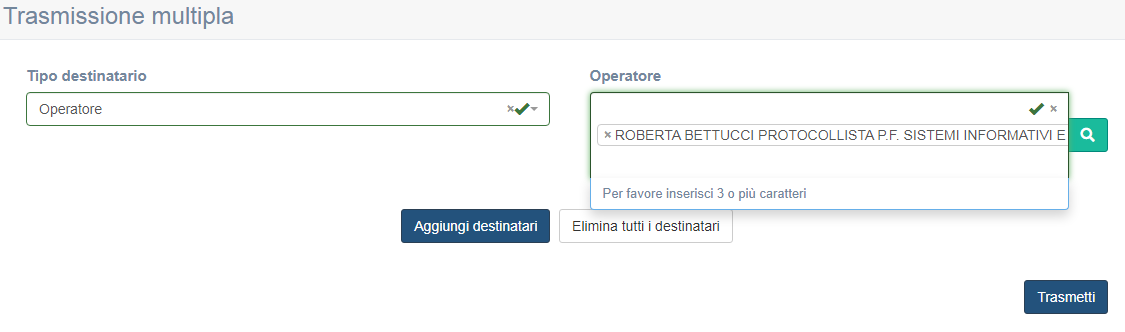 Trasmissione multipla
Tipo destinatario
Operatore
Operatore
× ROBERTA BETTUCCI PROTOCOLLISTA P.F. SISTEMI INFORMATIVI E
Per favore inserisci 3 o più caratteri
Aggiungi destinatari
Elimina tutti i destinatari
Trasmetti